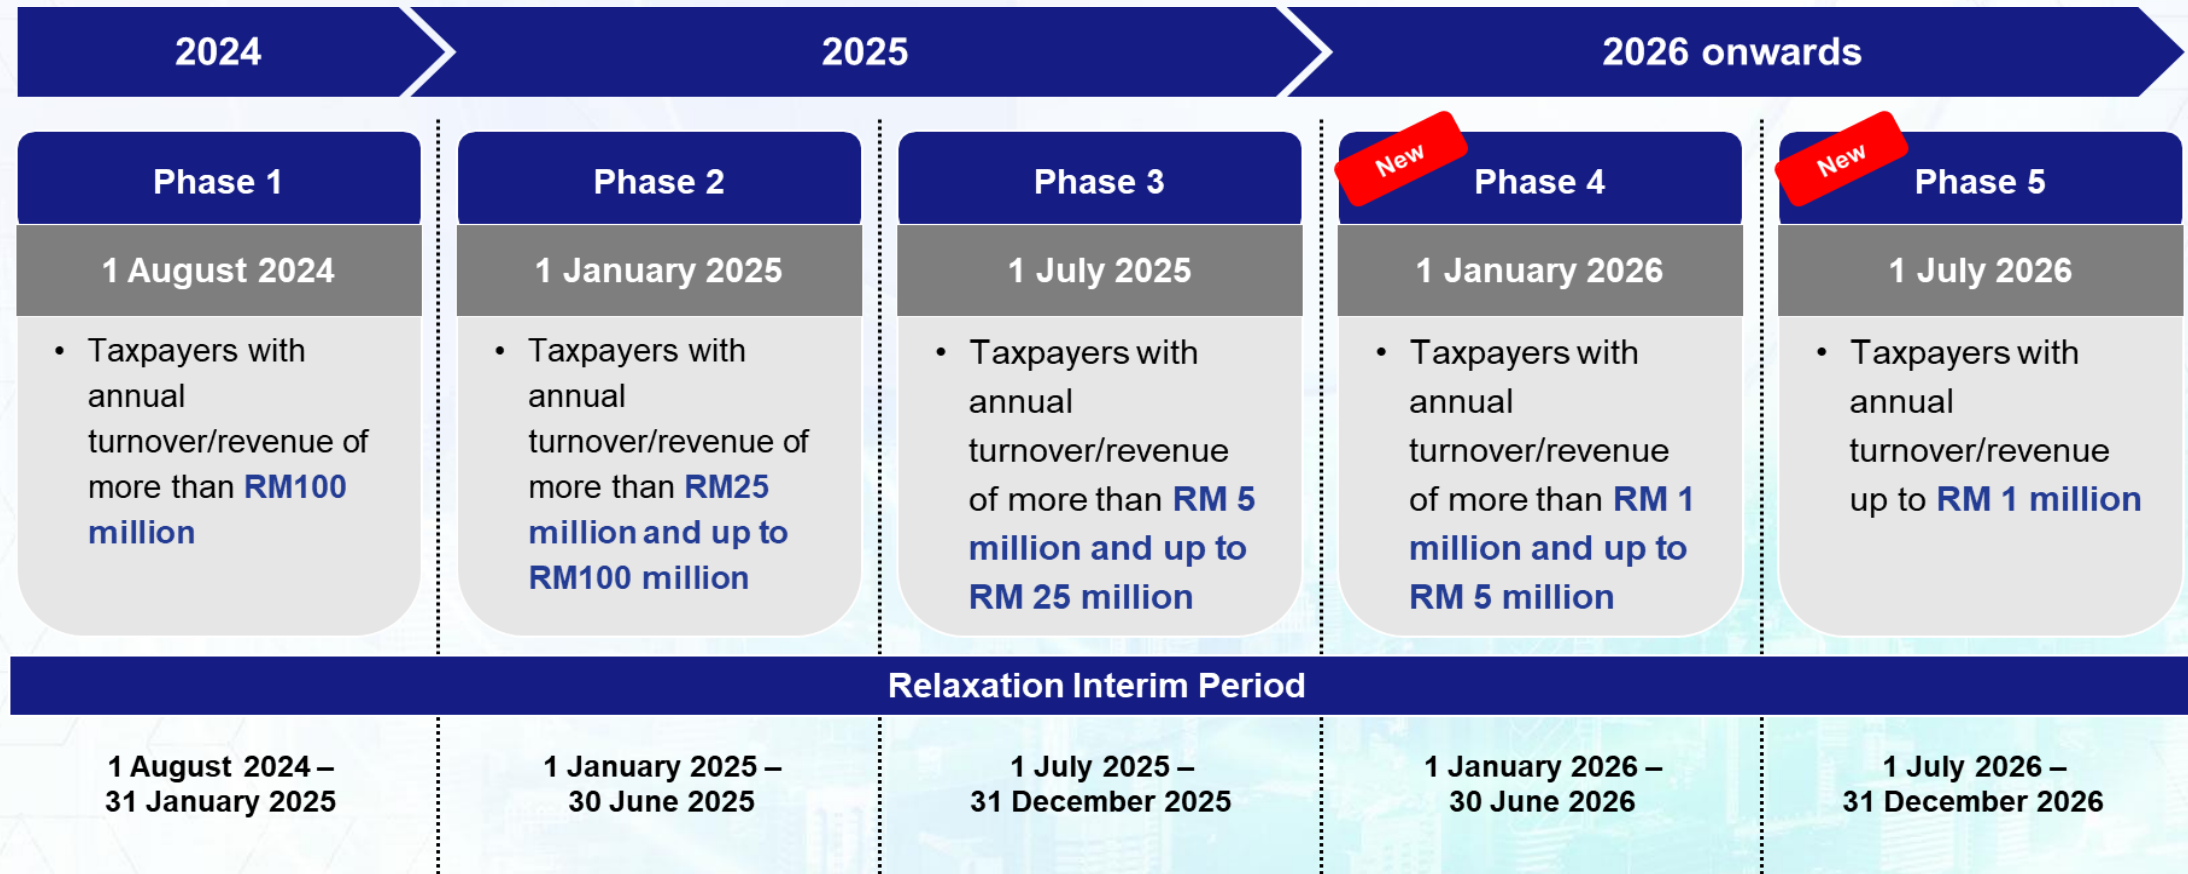 2024
2025
2026 onwards
Phase 1
1 August 2024
• Taxpayers with
annual
turnover/revenue of
more than RM100
million
Phase 2
1 January 2025
• Taxpayers with
annual
turnover/revenue of
more than RM25
million and up to
RM100 million
Phase 3
1 July 2025
• Taxpayers with
annual
turnover/revenue
of more than RM 5
million and up to
RM 25 million
New
Phase 4
1 January 2026
• Taxpayers with
annual
turnover/revenue
of more than RM 1
million and up to
RM 5 million
New
Phase 5
1 July 2026
• Taxpayers with
annual
turnover/revenue
up to RM 1 million
Relaxation Interim Period
1 August 2024 –
31 January 2025
1 January 2025 –
30 June 2025
1 July 2025 –
31 December 2025
1 January 2026 –
30 June 2026
1 July 2026 –
31 December 2026